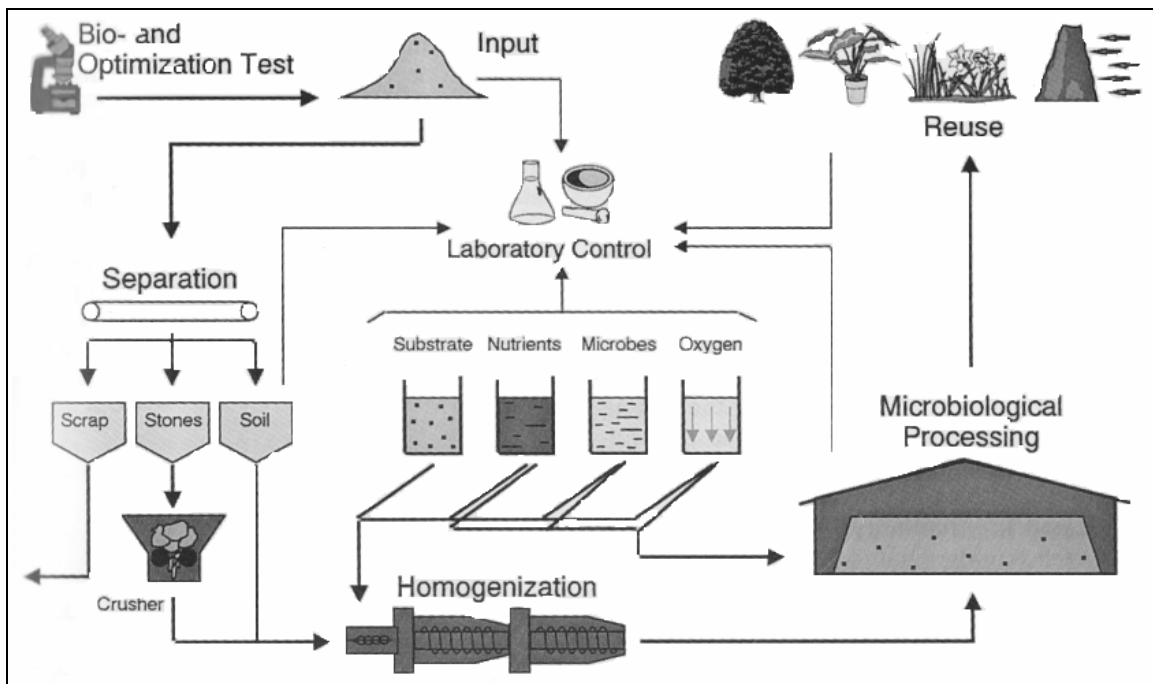 Bio- and
Optimization Test
Input
Reuse
Laboratory Control
Separation
Substrate Nutrients Microbes Oxygen
Scrap Stones Soil
Microbiological
Processing
Crusher
Homogenization